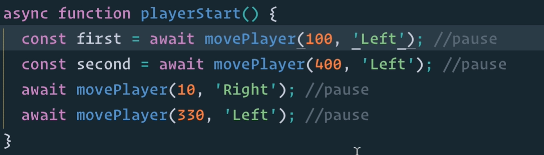 async function playerStart() {
const first = await movePlayer(100, 'Left'); //pause
const second = await movePlayer(400, 'Left'); //pause
await movePlayer(10, 'Right'); //pause
await movePlayer(330, 'Left'); //pause
}